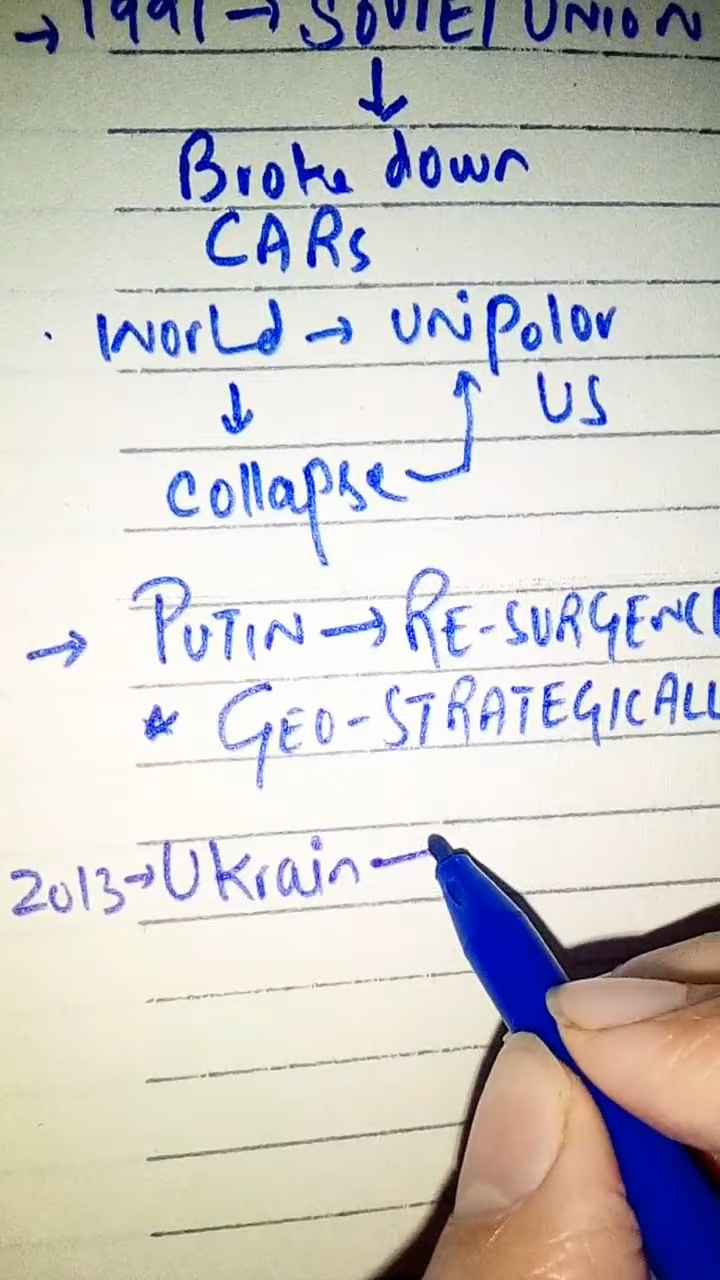 → 1991 → SOVIET UNION
↓
Broke down
CARs
World → UNiPolor
↓ US
Collapse
→ PUTIN → RE-SURGENC
* GEO-STRATEGICALL
2013→Ukrain —